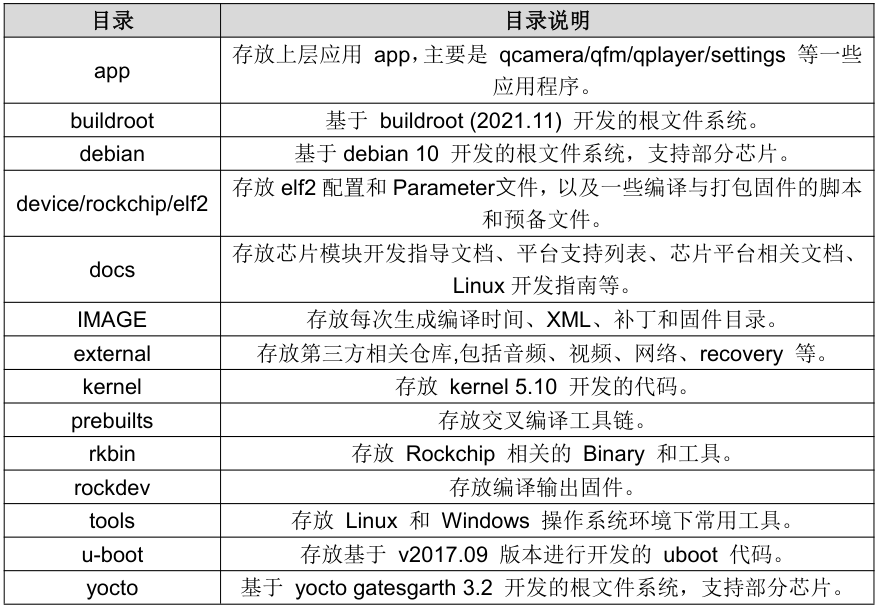 目录 目录说明
app 存放上层应用 app，主要是 qcamera/qfm/qplayer/settings 等一些
应用程序。
buildroot 基于 buildroot (2021.11) 开发的根文件系统。
debian 基于 debian 10 开发的根文件系统，支持部分芯片。
device/rockchip/elf2 存放 elf2 配置和 Parameter文件，以及一些编译与打包固件的脚本
和预备文件。
docs 存放芯片模块开发指导文档、平台支持列表、芯片平台相关文档、
Linux 开发指南等。
IMAGE 存放每次生成编译时间、XML、补丁和固件目录。
external 存放第三方相关仓库,包括音频、视频、网络、recovery 等。
kernel 存放 kernel 5.10 开发的代码。
prebuilts 存放交叉编译工具链。
rkbin 存放 Rockchip 相关的 Binary 和工具。
rockdev 存放编译输出固件。
tools 存放 Linux 和 Windows 操作系统环境下常用工具。
u-boot 存放基于 v2017.09 版本进行开发的 uboot 代码。
yocto 基于 yocto gatesgarth 3.2 开发的根文件系统，支持部分芯片。